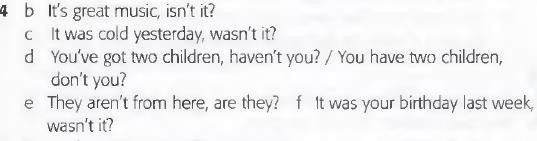 4 b It's great music, isn't it?
c It was cold yesterday, wasn't it?
d You've got two children, haven't you? / You have two children,
don't you?
e They aren't from here, are they? f It was your birthday last week,
wasn't it?